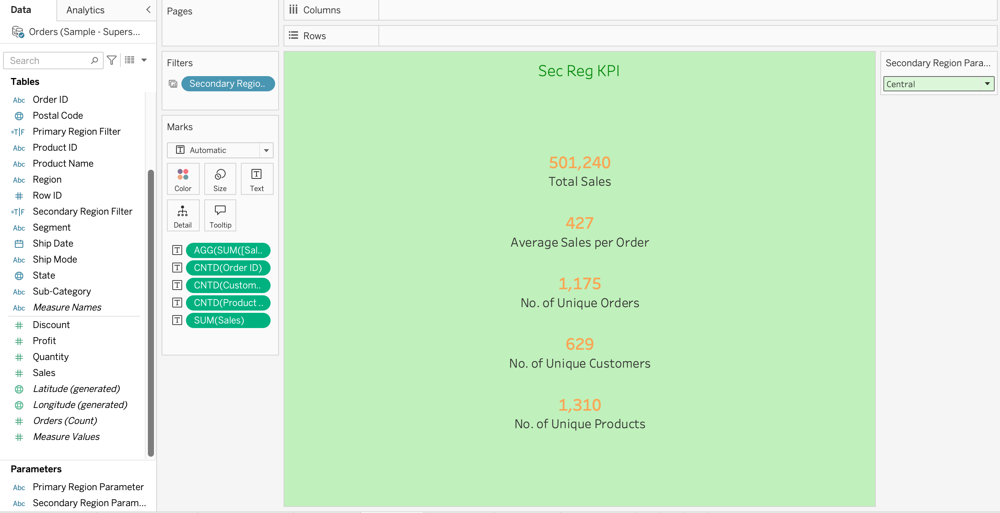 Data
Analytics
Orders (Sample - Supers...
Search
Tables
Abc Order ID
Postal Code
=T|F Primary Region Filter
Abc Product ID
Abc Product Name
Abc Region
# Row ID
=T|F Secondary Region Filter
Abc Segment
Ship Date
Abc Ship Mode
State
Abc Sub-Category
Abc Measure Names
# Discount
# Profit
# Quantity
# Sales
Latitude (generated)
Longitude (generated)
# Orders (Count)
# Measure Values
Parameters
Abc Primary Region Parameter
Abc Secondary Region Param...
Pages
Filters
Secondary Regio..
Marks
T Automatic
Color
Size
T Text
Detail
Tooltip
T AGG(SUM([Sal..
T CNTD(Order ID)
T CNTD(Custom..
T CNTD(Product ..
T SUM(Sales)
Columns
Rows
Sec Reg KPI
501,240
Total Sales
427
Average Sales per Order
1,175
No. of Unique Orders
629
No. of Unique Customers
1,310
No. of Unique Products
Secondary Region Para...
Central